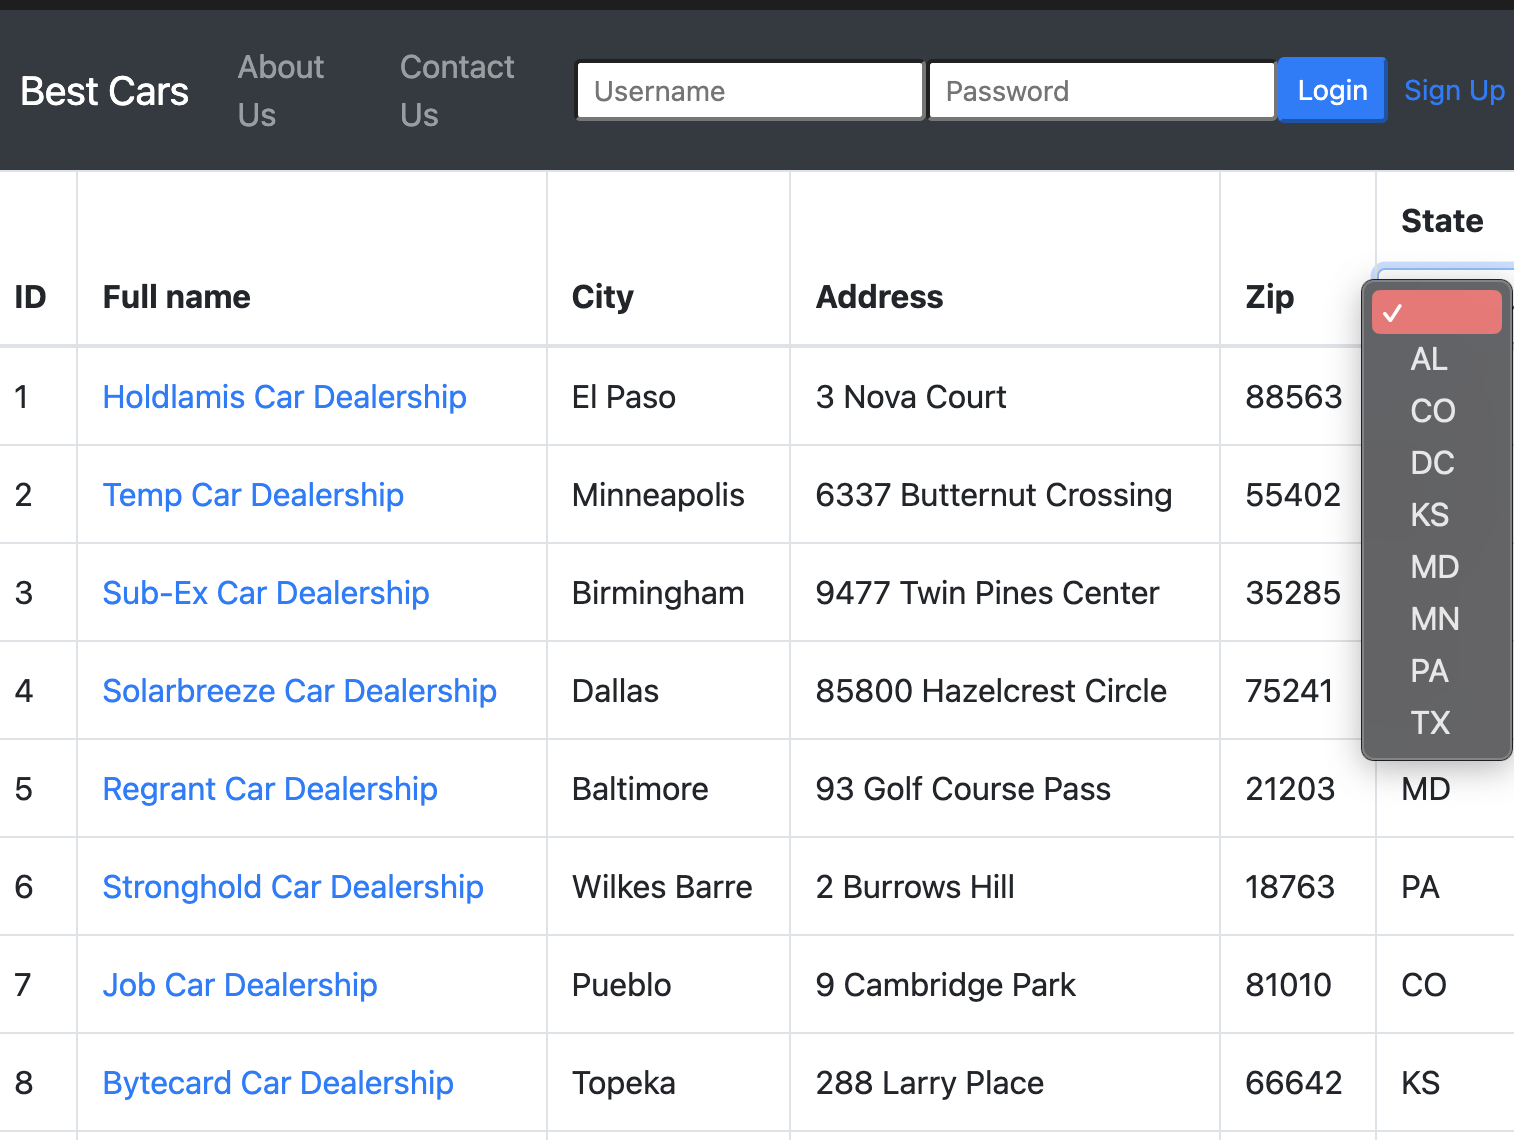 Best Cars
About Us
Contact Us
Username
Password
Login
Sign Up
ID Full name City Address Zip State
✓
AL
CO
DC
KS
MD
MN
PA
TX
1 Holdlamis Car Dealership El Paso 3 Nova Court 88563
2 Temp Car Dealership Minneapolis 6337 Butternut Crossing 55402
3 Sub-Ex Car Dealership Birmingham 9477 Twin Pines Center 35285
4 Solarbreeze Car Dealership Dallas 85800 Hazelcrest Circle 75241
5 Regrant Car Dealership Baltimore 93 Golf Course Pass 21203 MD
6 Stronghold Car Dealership Wilkes Barre 2 Burrows Hill 18763 PA
7 Job Car Dealership Pueblo 9 Cambridge Park 81010 CO
8 Bytecard Car Dealership Topeka 288 Larry Place 66642 KS